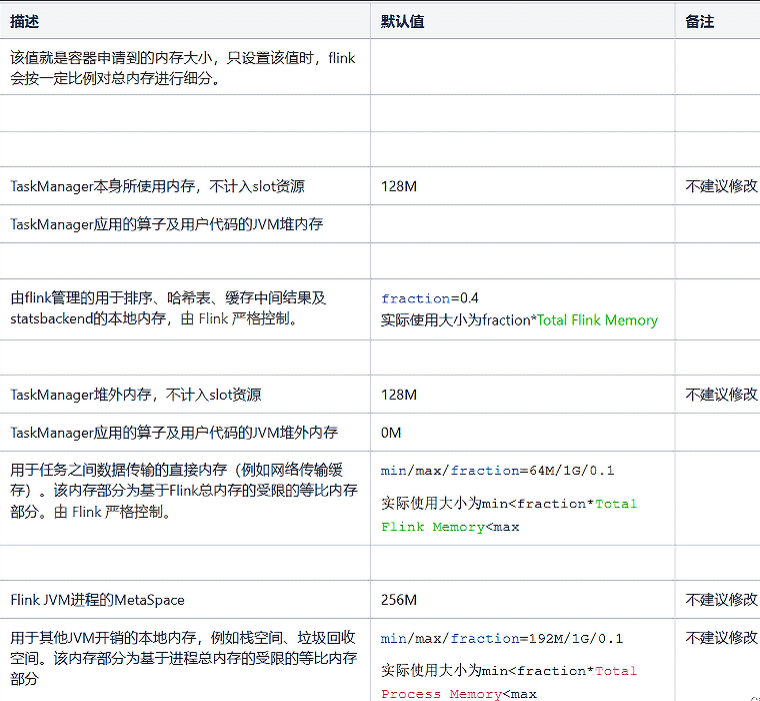 描述 默认值 备注
该值就是容器申请到的内存大小，只设置该值时，flink
会按一定比例对总内存进行细分。
TaskManager本身所使用内存，不计入slot资源 128M 不建议修改
TaskManager应用的算子及用户代码的JVM堆内存
由flink管理的用于排序、哈希表、缓存中间结果及
statsbackend的本地内存，由 Flink 严格控制。
fraction=0.4
实际使用大小为fraction*Total Flink Memory
TaskManager堆外内存，不计入slot资源 128M 不建议修改
TaskManager应用的算子及用户代码的JVM堆外内存 0M
用于任务之间数据传输的直接内存（例如网络传输缓
存）。该内存部分为基于Flink总内存的受限的等比内存
部分。由 Flink 严格控制。
min/max/fraction=64M/1G/0.1
实际使用大小为min<fraction*Total
Flink Memory<max
Flink JVM进程的MetaSpace 256M 不建议修改
用于其他JVM开销的本地内存，例如栈空间、垃圾回收
空间。该内存部分为基于进程总内存的受限的等比内存
部分
min/max/fraction=192M/1G/0.1
实际使用大小为min<fraction*Total
Process Memory<max
不建议修改